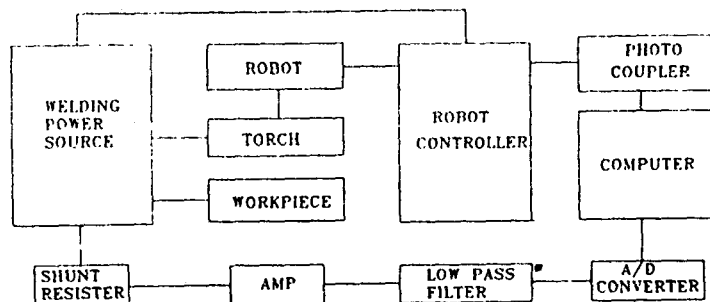 ROBOT
PHOTO
COUPLER
WELDING
POWER
SOURCE
ROBOT
CONTROLLER
TORCH
COMPUTER
WORKPIECE
SHUNT
RESISTER
AMP
LOW PASS
FILTER
A/D
CONVERTER